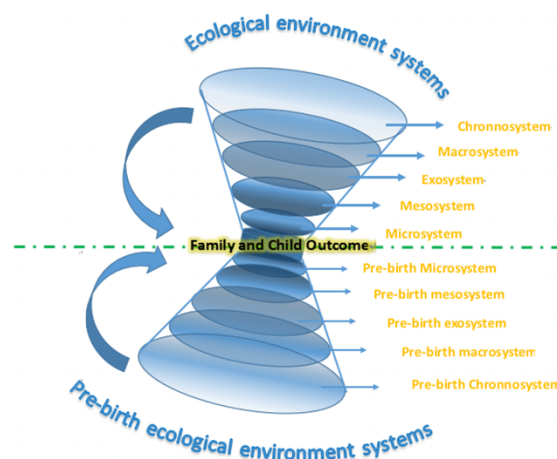 Ecological environment systems
Chronnosystem
Macrosystem
Exosystem
Mesosystem
Microsystem
Family and Child Outcome
Pre-birth Microsystem
Pre-birth mesosystem
Pre-birth exosystem
Pre-birth macrosystem
Pre-birth Chronnosystem
Pre-birth ecological environment systems